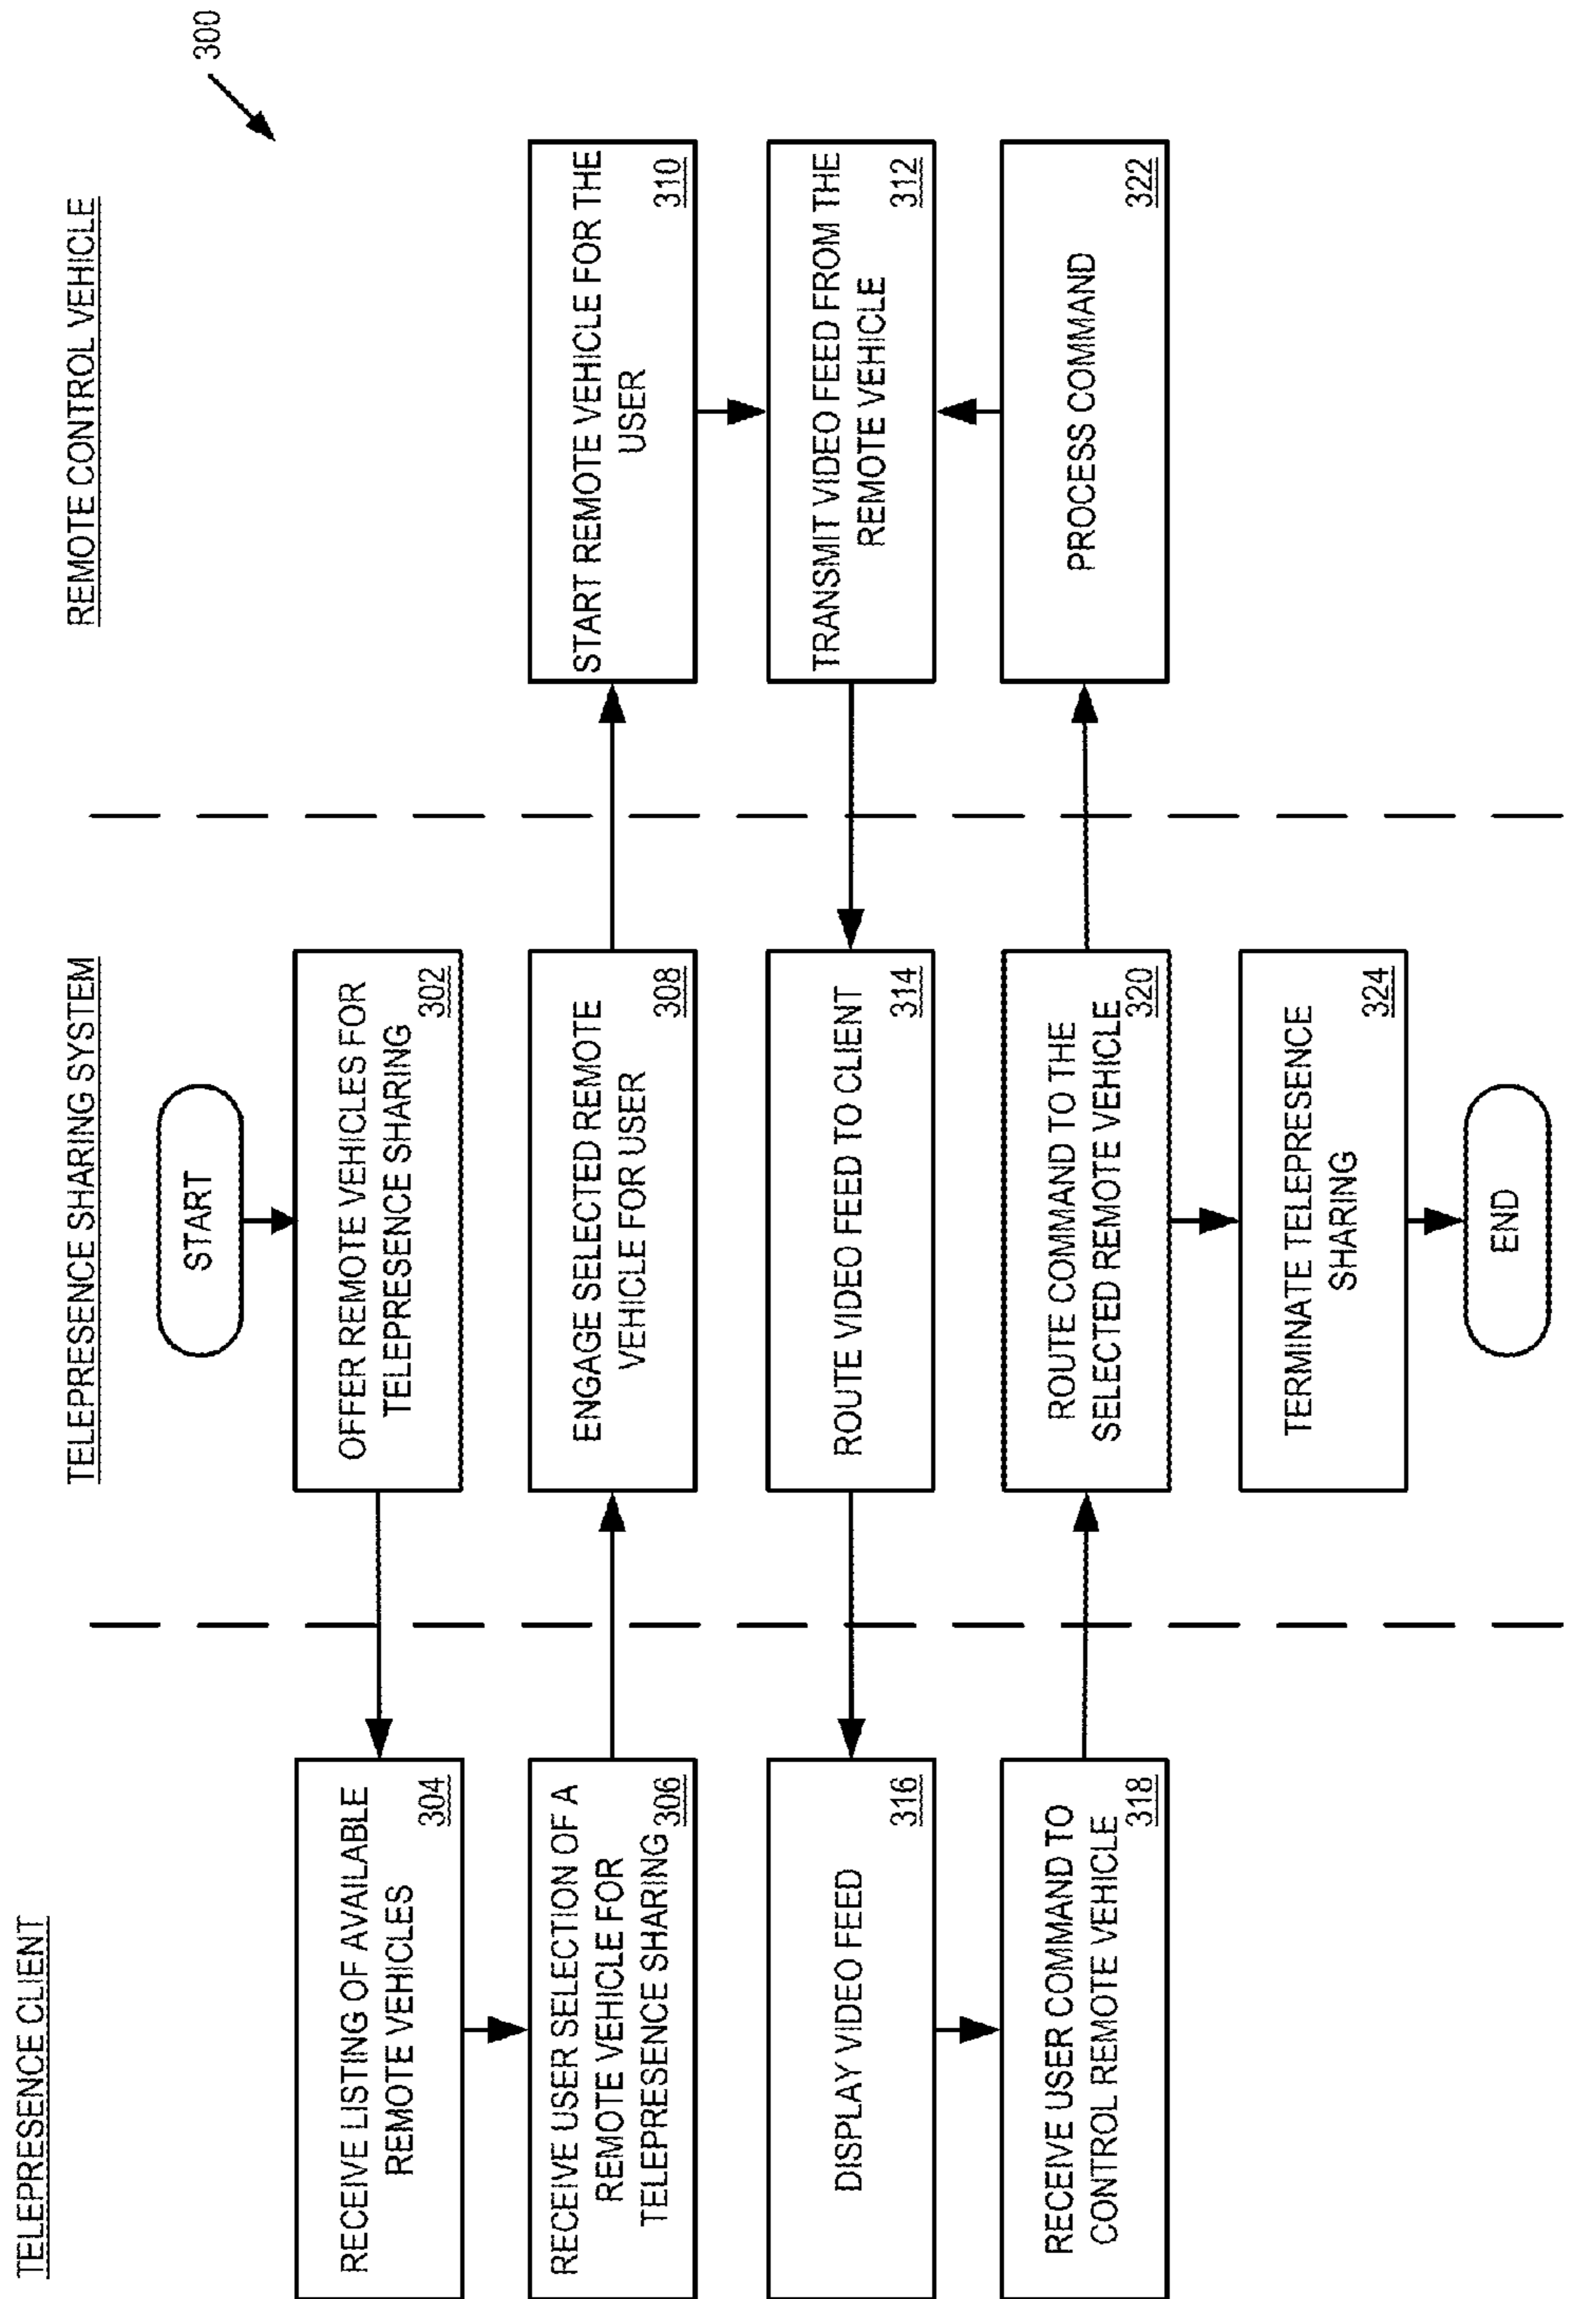 TELEPRESENCE CLIENT
TELEPRESENCE SHARING SYSTEM
REMOTE CONTROL VEHICLE
300
START
OFFER REMOTE VEHICLES FOR
TELEPRESENCE SHARING
302
RECEIVE LISTING OF AVAILABLE
REMOTE VEHICLES
304
RECEIVE USER SELECTION OF A
REMOTE VEHICLE FOR
TELEPRESENCE SHARING
306
ENGAGE SELECTED REMOTE
VEHICLE FOR USER
308
START REMOTE VEHICLE FOR THE
USER
310
TRANSMIT VIDEO FEED FROM THE
REMOTE VEHICLE
312
ROUTE VIDEO FEED TO CLIENT
314
DISPLAY VIDEO FEED
316
RECEIVE USER COMMAND TO
CONTROL REMOTE VEHICLE
318
ROUTE COMMAND TO THE
SELECTED REMOTE VEHICLE
320
PROCESS COMMAND
322
TERMINATE TELEPRESENCE
SHARING
324
END